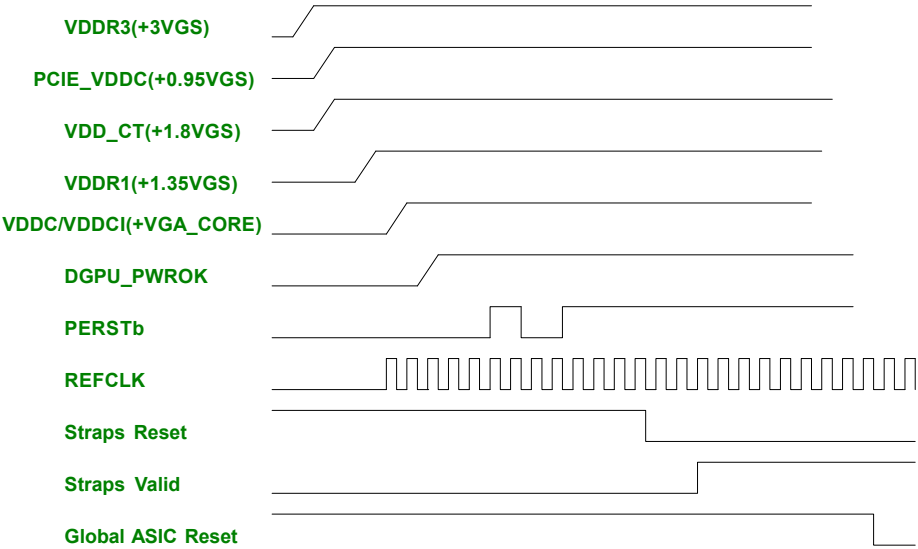 VDDR3(+3VGS)
PCIE_VDDC(+0.95VGS)
VDD_CT(+1.8VGS)
VDDR1(+1.35VGS)
VDDC/VDDCI(+VGA_CORE)
DGPU_PWROK
PERSTb
REFCLK
Straps Reset
Straps Valid
Global ASIC Reset